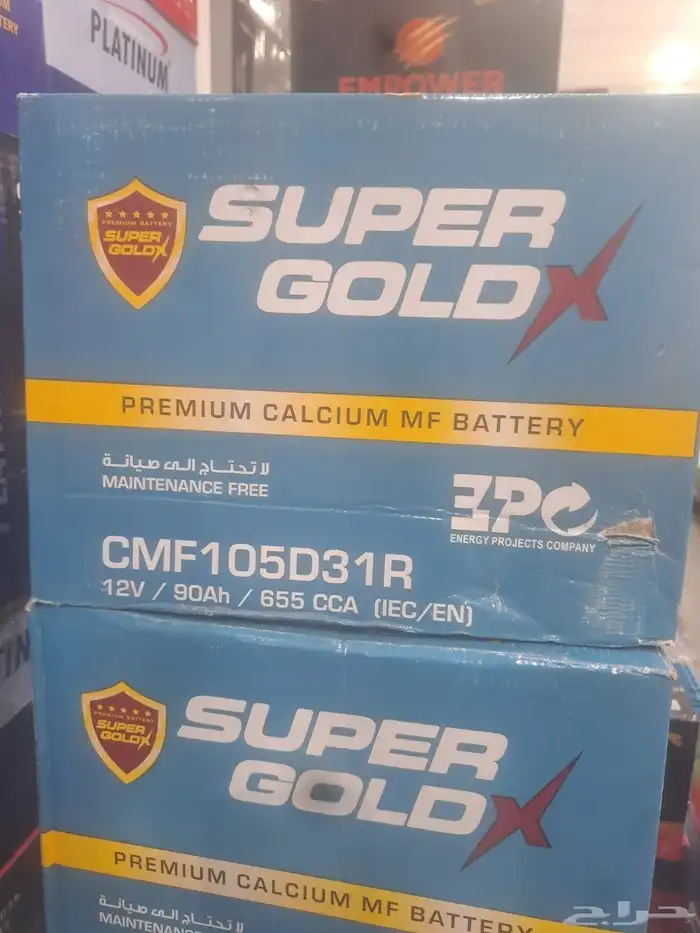 PLATINUM
EMPOWER
PREMIUM BATTERY
SUPER
GOLDX
SUPER
GOLDX
PREMIUM CALCIUM MF BATTERY
لا تحتاج الى صيانة
MAINTENANCE FREE
EPC
ENERGY PROJECTS COMPANY
CMF105D31R
12V / 90Ah / 655 CCA (IEC/EN)
PREMIUM BATTERY
SUPER
GOLDX
SUPER
GOLDX
PREMIUM CALCIUM MF BATTERY
لا تحتاج الى صيانة
MAINTENANCE
حراج